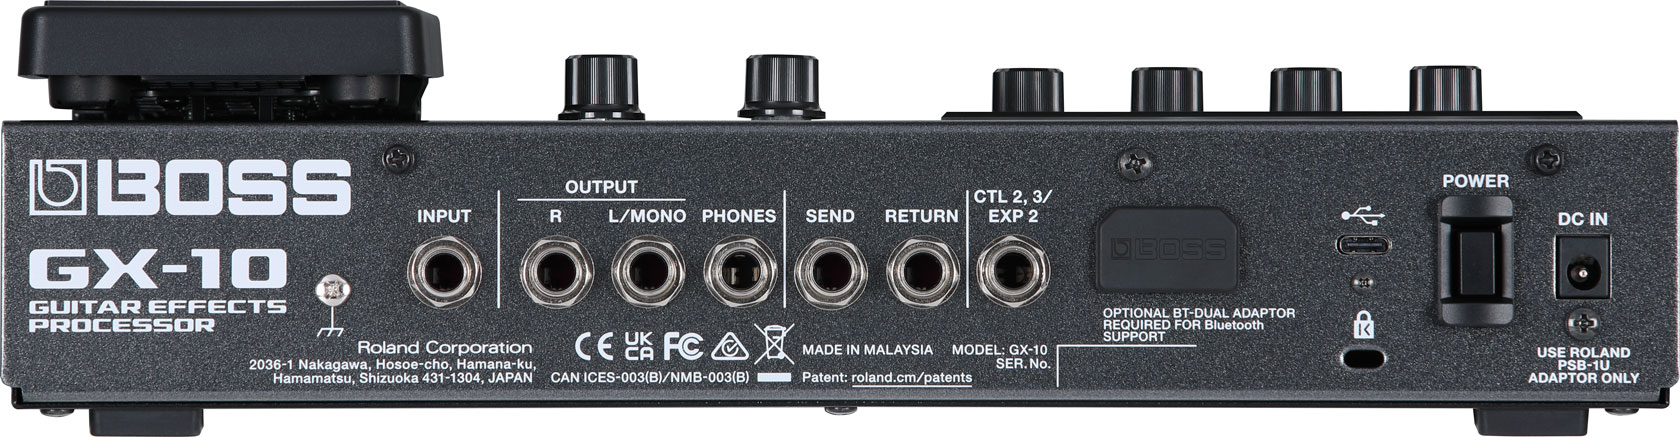 BOSS
GX-10
GUITAR EFFECTS
PROCESSOR
INPUT
OUTPUT
R
L/MONO
PHONES
SEND
RETURN
CTL 2, 3/
EXP 2
BOSS
OPTIONAL BT-DUAL ADAPTOR
REQUIRED FOR Bluetooth
SUPPORT
POWER
DC IN
USE ROLAND
PSB-1U
ADAPTOR ONLY
Roland Corporation
2036-1 Nakagawa, Hosoe-cho, Hamana-ku,
Hamamatsu, Shizuoka 431-1304, JAPAN
CE UK CA FC
CAN ICES-003(B)/NMB-003(B)
MADE IN MALAYSIA
Patent: roland.cm/patents
MODEL: GX-10
SER. No.
K